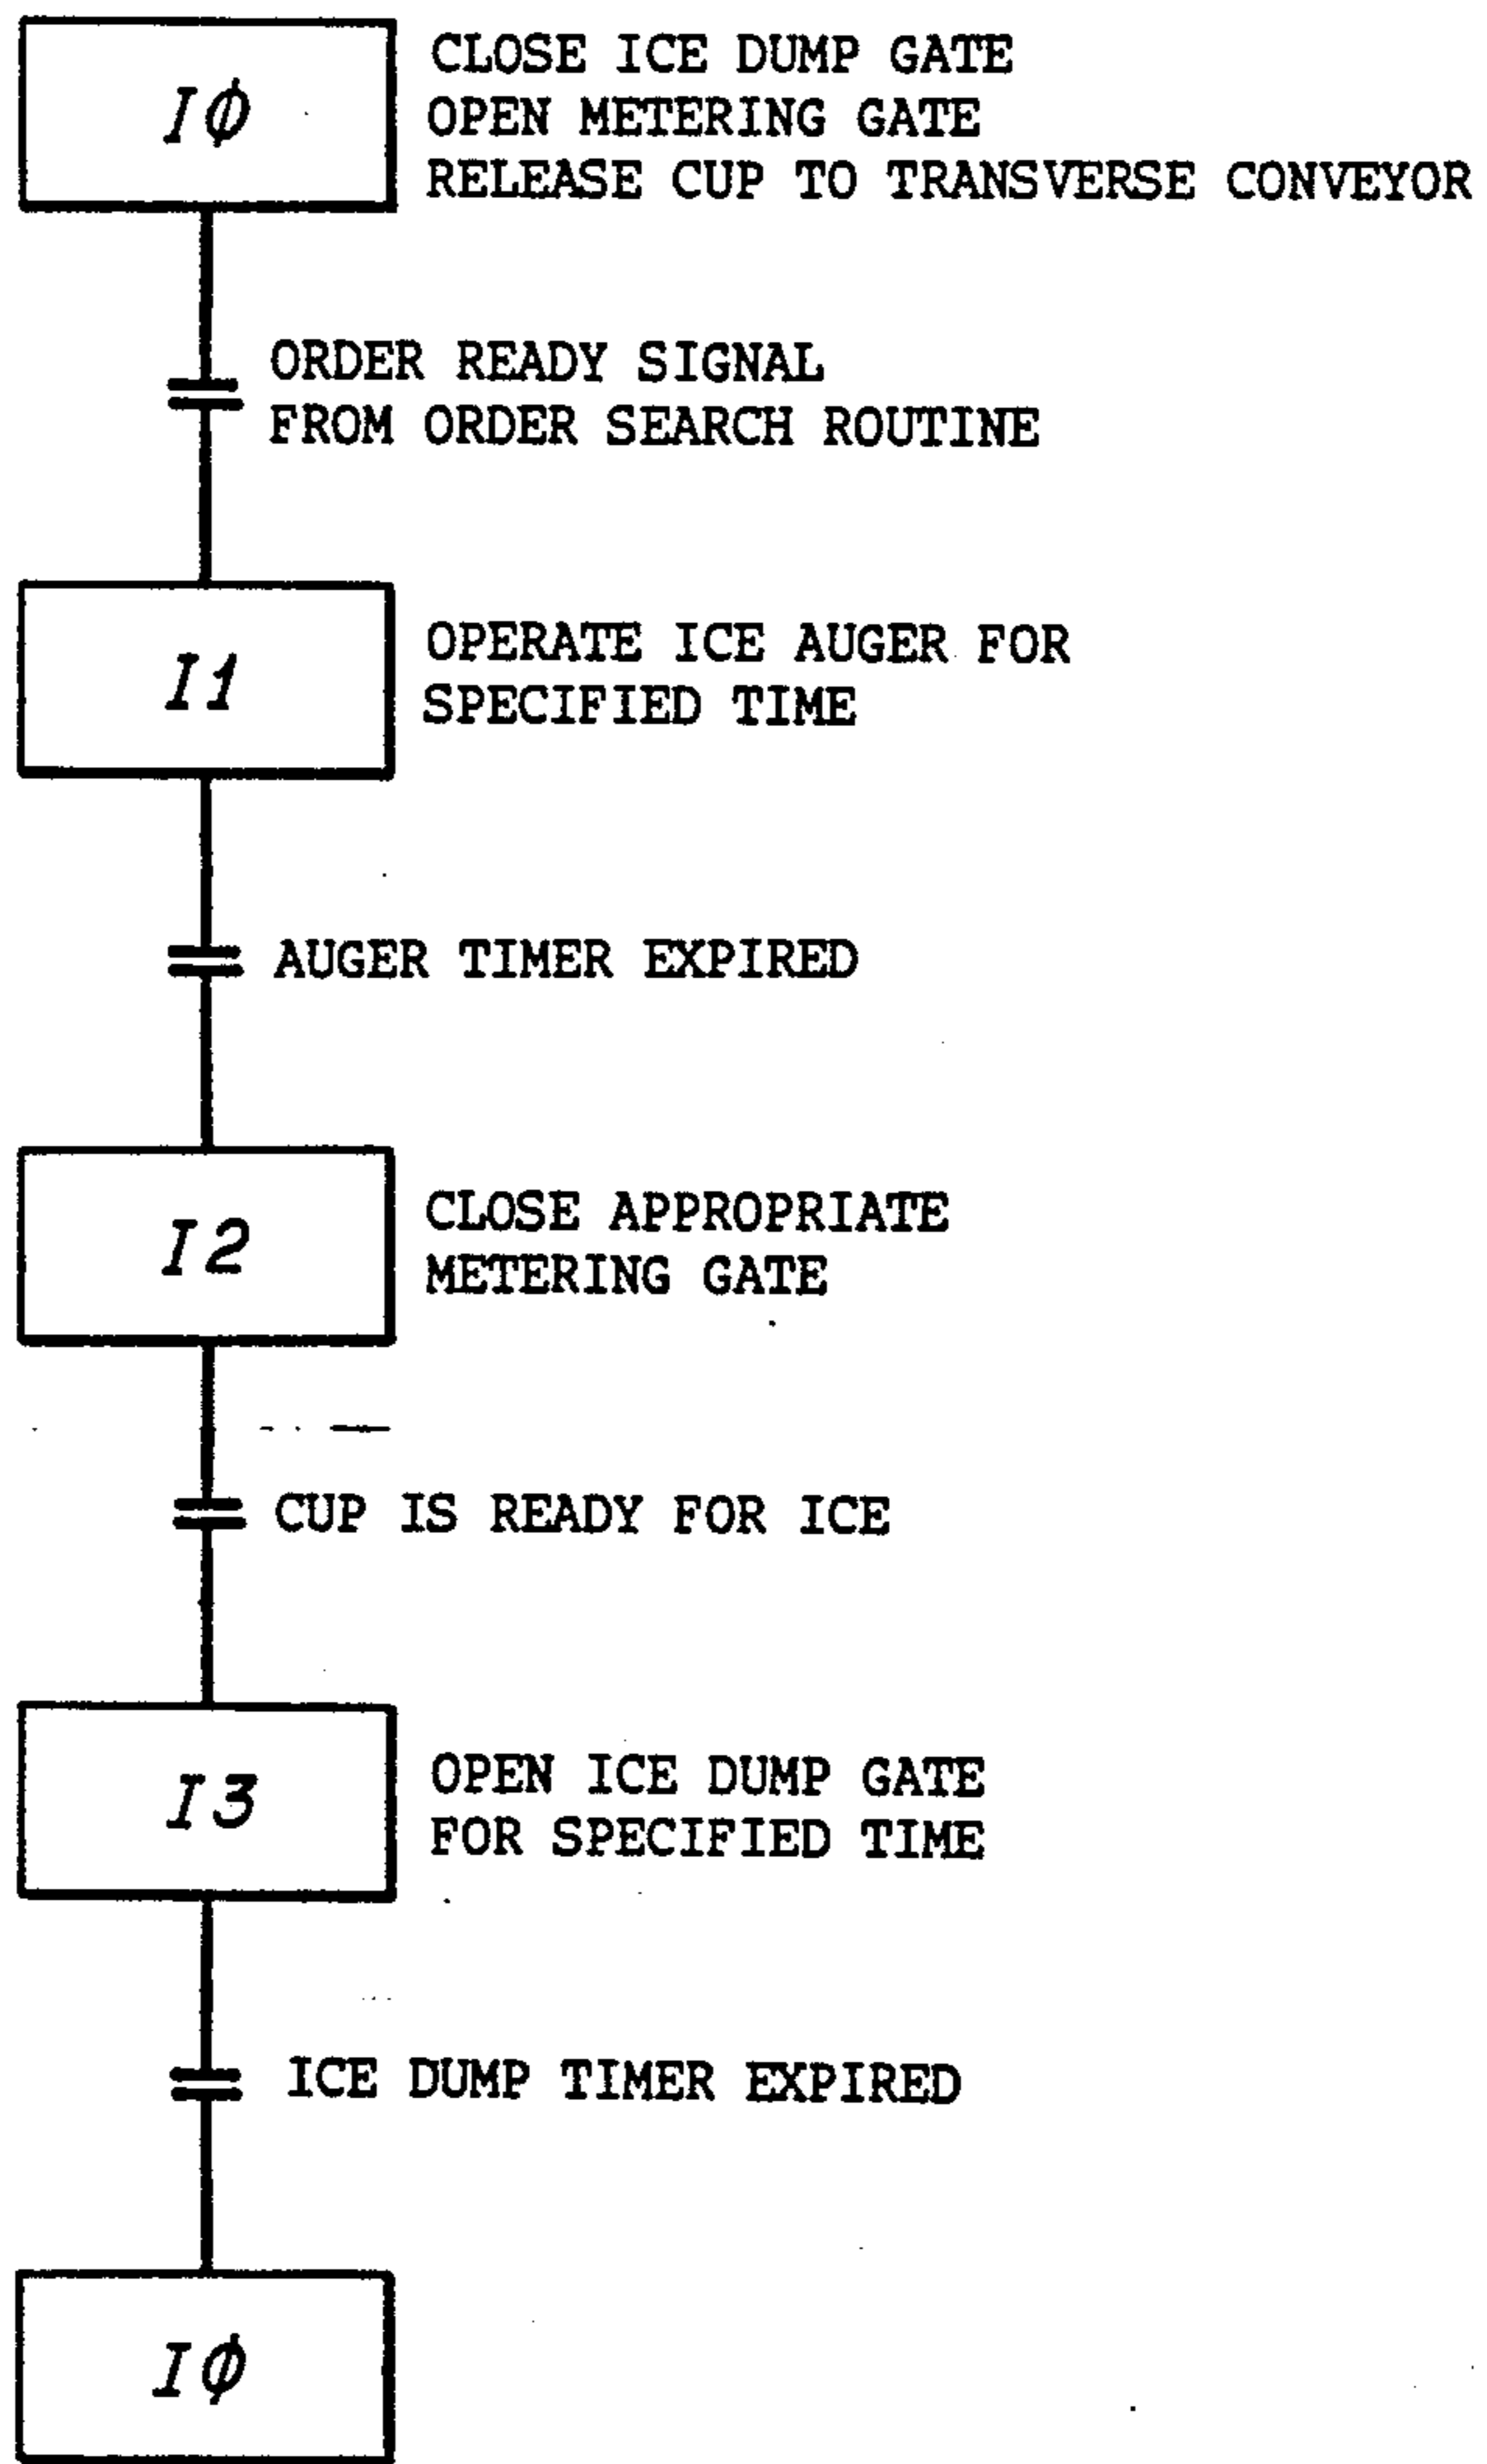 IØ
CLOSE ICE DUMP GATE
OPEN METERING GATE
RELEASE CUP TO TRANSVERSE CONVEYOR
ORDER READY SIGNAL
FROM ORDER SEARCH ROUTINE
I1
OPERATE ICE AUGER FOR
SPECIFIED TIME
AUGER TIMER EXPIRED
I2
CLOSE APPROPRIATE
METERING GATE
CUP IS READY FOR ICE
I3
OPEN ICE DUMP GATE
FOR SPECIFIED TIME
ICE DUMP TIMER EXPIRED
IØ